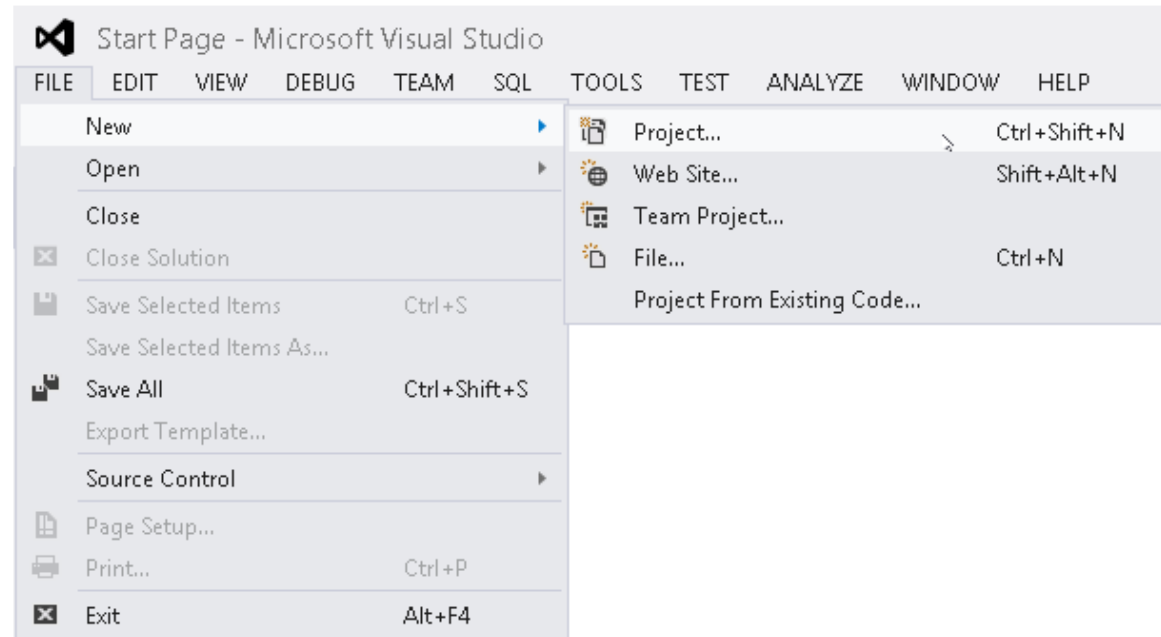 Start Page - Microsoft Visual Studio
FILE EDIT VIEW DEBUG TEAM SQL TOOLS TEST ANALYZE WINDOW HELP
New
Open
Close
Close Solution
Save Selected Items Ctrl+S
Save Selected Items As...
Save All Ctrl+Shift+S
Export Template...
Source Control
Page Setup...
Print... Ctrl+P
Exit Alt+F4
Project... Ctrl+Shift+N
Web Site... Shift+Alt+N
Team Project...
File... Ctrl+N
Project From Existing Code...